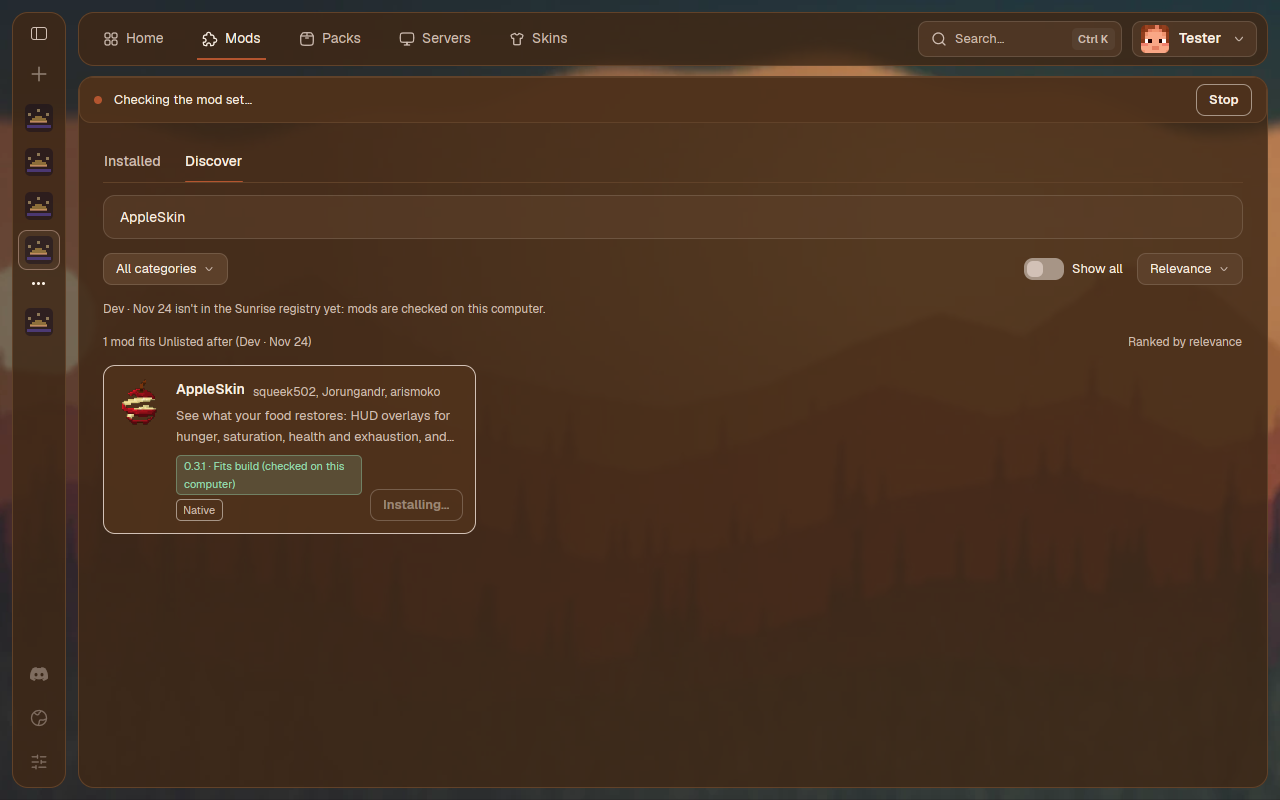 Home
Mods
Packs
Servers
Skins
Search...
Ctrl K
Tester
Checking the mod set...
Stop
Installed
Discover
AppleSkin
All categories
Show all
Relevance
Dev · Nov 24 isn't in the Sunrise registry yet: mods are checked on this computer.
1 mod fits Unlisted after (Dev · Nov 24)
Ranked by relevance
AppleSkin squeek502, Jorungandr, arismoko
See what your food restores: HUD overlays for
hunger, saturation, health and exhaustion, and...
0.3.1 · Fits build (checked on this
computer)
Native
Installing...